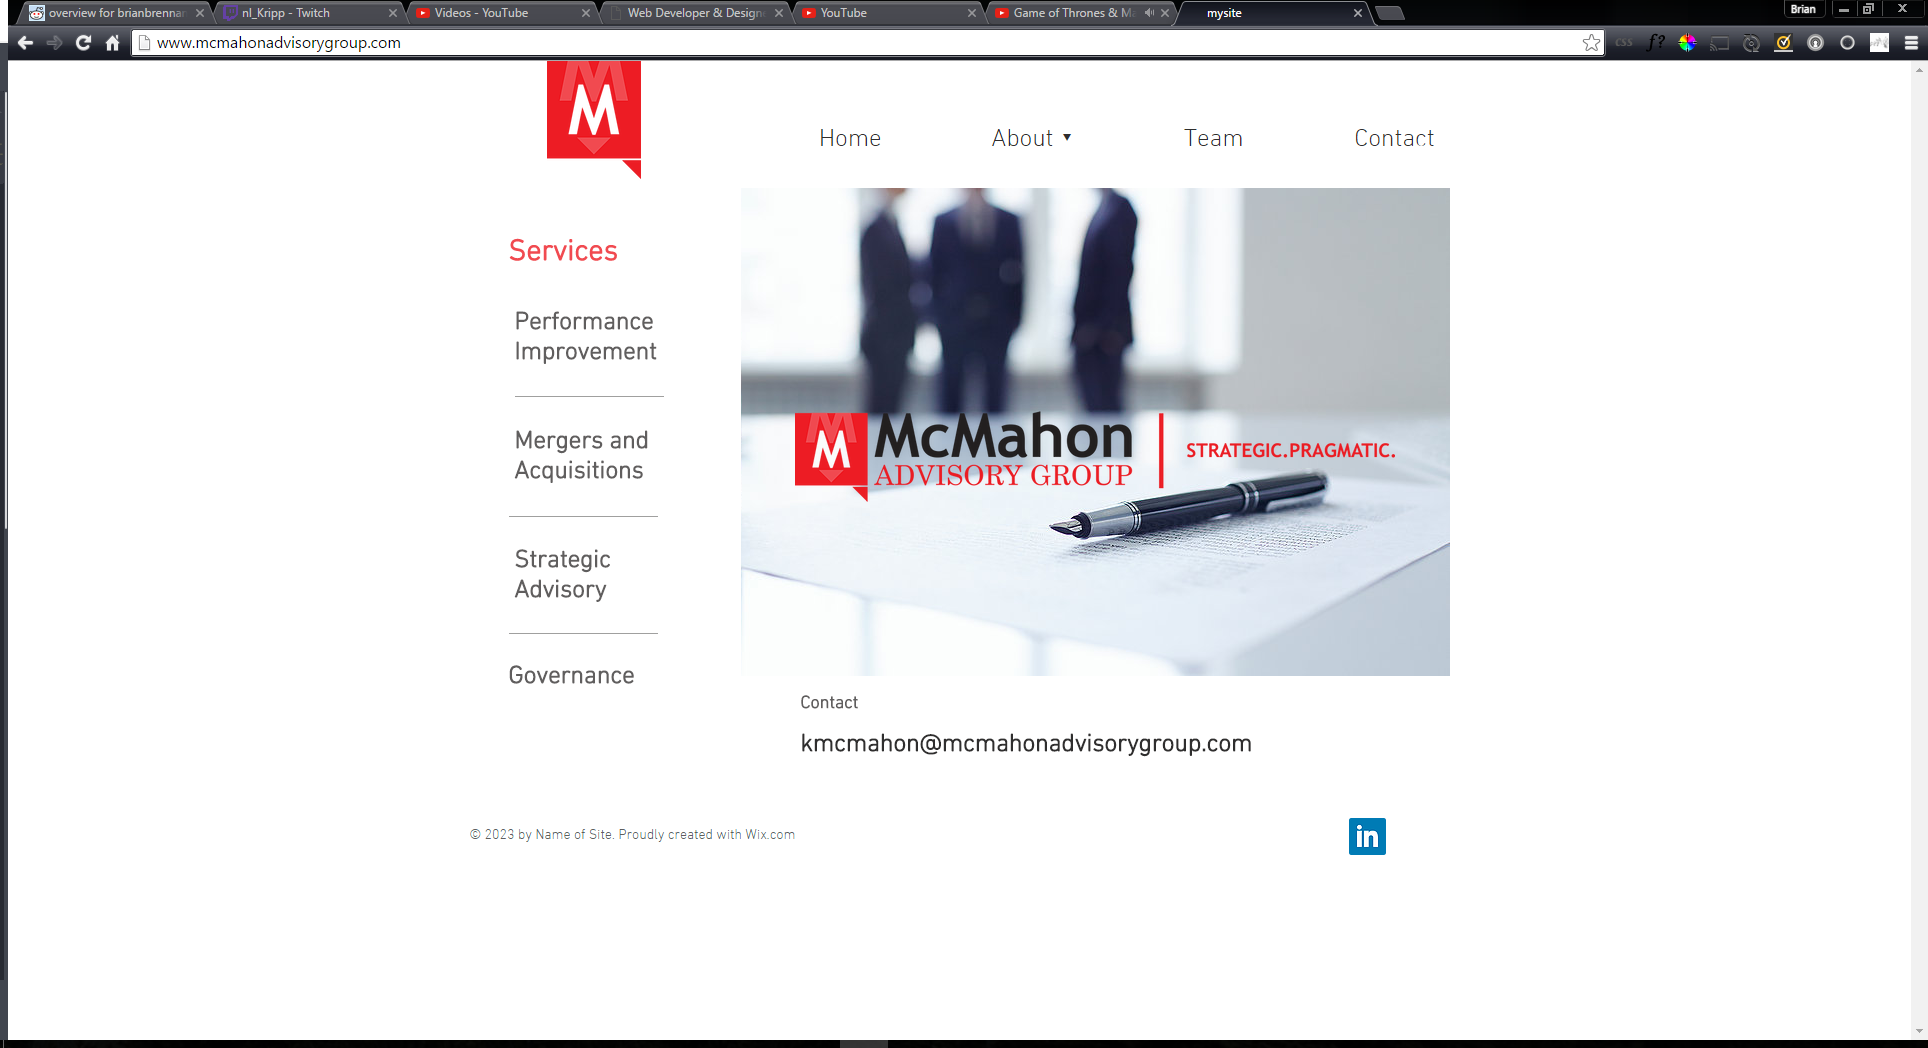 overview for brianbrennan
nl_Kripp - Twitch
Videos - YouTube
Web Developer & Design
YouTube
Game of Thrones & Ma
mysite
Brian
www.mcmahonadvisorygroup.com
CSS
f?
M
Home
About ▾
Team
Contact
Services
Performance
Improvement
Mergers and
Acquisitions
Strategic
Advisory
Governance
M
McMahon
ADVISORY GROUP
STRATEGIC.PRAGMATIC.
Contact
kmcmahon@mcmahonadvisorygroup.com
© 2023 by Name of Site. Proudly created with Wix.com
in